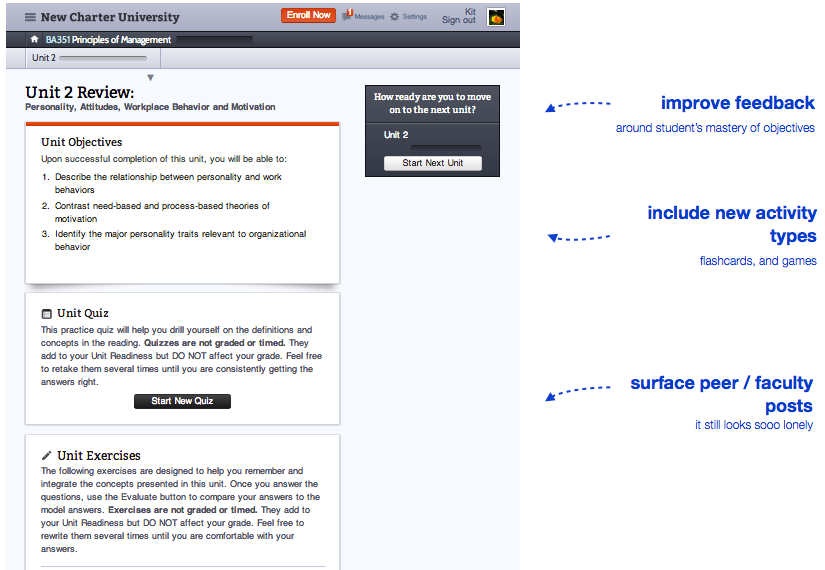 New Charter University
Enroll Now
1
Messages
Settings
Kit
Sign out
BA351 Principles of Management
Unit 2
Unit 2 Review:
Personality, Attitudes, Workplace Behavior and Motivation
Unit Objectives
Upon successful completion of this unit, you will be able to:
1. Describe the relationship between personality and work
behaviors
2. Contrast need-based and process-based theories of
motivation
3. Identify the major personality traits relevant to organizational
behavior
Unit Quiz
This practice quiz will help you drill yourself on the definitions and
concepts in the reading. Quizzes are not graded or timed. They
add to your Unit Readiness but DO NOT affect your grade. Feel free
to retake them several times until you are consistently getting the
answers right.
Start New Quiz
Unit Exercises
The following exercises are designed to help you remember and
integrate the concepts presented in this unit. Once you answer the
questions, use the Evaluate button to compare your answers to the
model answers. Exercises are not graded or timed. They add to
your Unit Readiness but DO NOT affect your grade. Feel free to
rewrite them several times until you are comfortable with your
answers.
How ready are you to move
on to the next unit?
Unit 2
Start Next Unit
improve feedback
around student's mastery of objectives
include new activity
types
flashcards, and games
surface peer / faculty
posts
it still looks sooo lonely